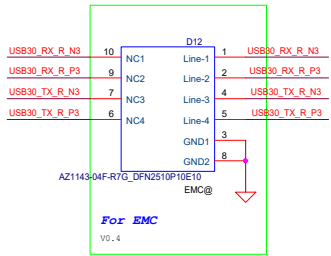 D12
USB30_RX_R_N3 10 NC1 Line-1 1 USB30_RX_R_N3
USB30_RX_R_P3 9 NC2 Line-2 2 USB30_RX_R_P3
USB30_TX_R_N3 7 NC3 Line-3 4 USB30_TX_R_N3
USB30_TX_R_P3 6 NC4 Line-4 5 USB30_TX_R_P3
GND1 3
GND2 8
AZ1143-04F-R7G_DFN2510P10E10
EMC@
For EMC
V0.4